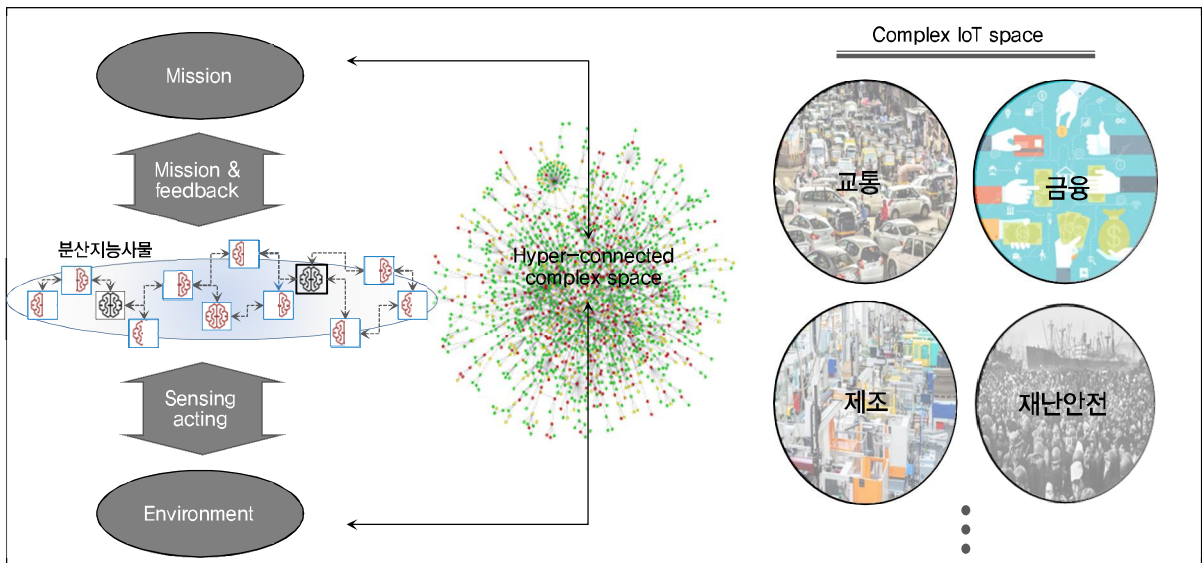 Mission
Mission &
feedback
분산지능사물
Sensing
acting
Environment
Hyper-connected
complex space
Complex IoT space
교통
금융
제조
재난안전